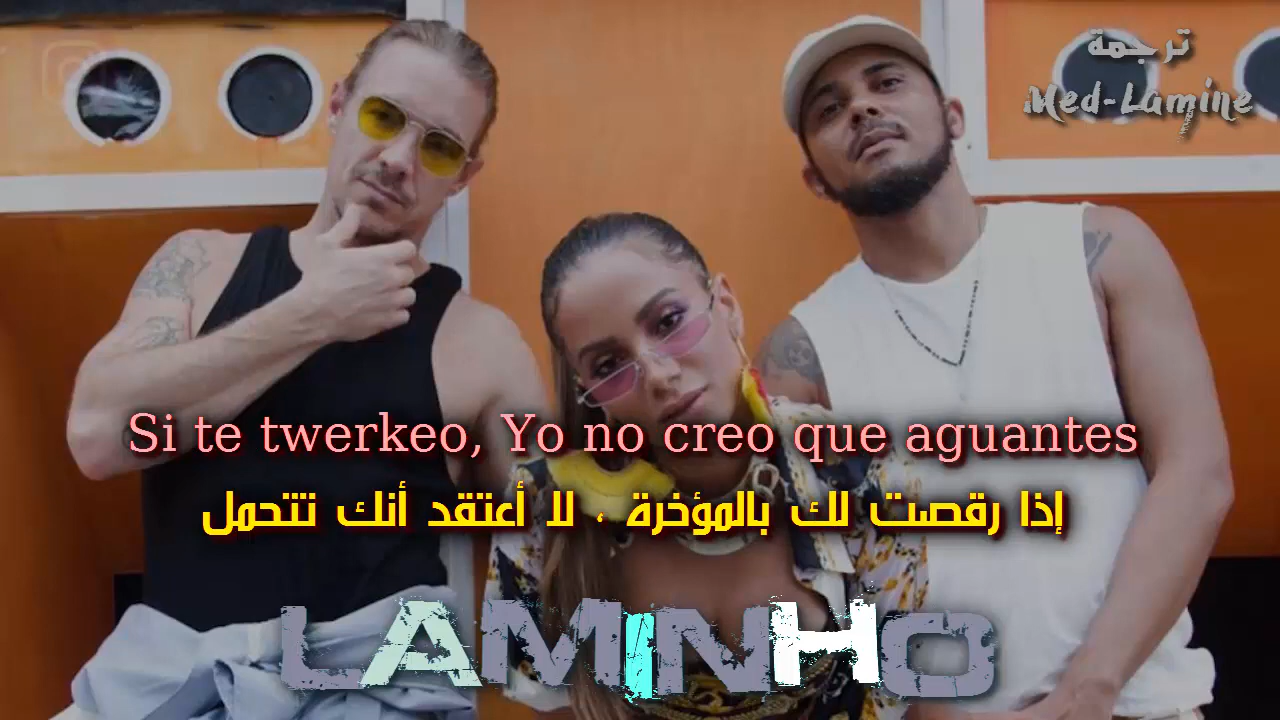 ترجمة
Med-Lamine
Si te twerkeo, Yo no creo que aguantes
إذا رقصت لك بالمؤخرة ، لا أعتقد أنك تتحمل
LAMINHO